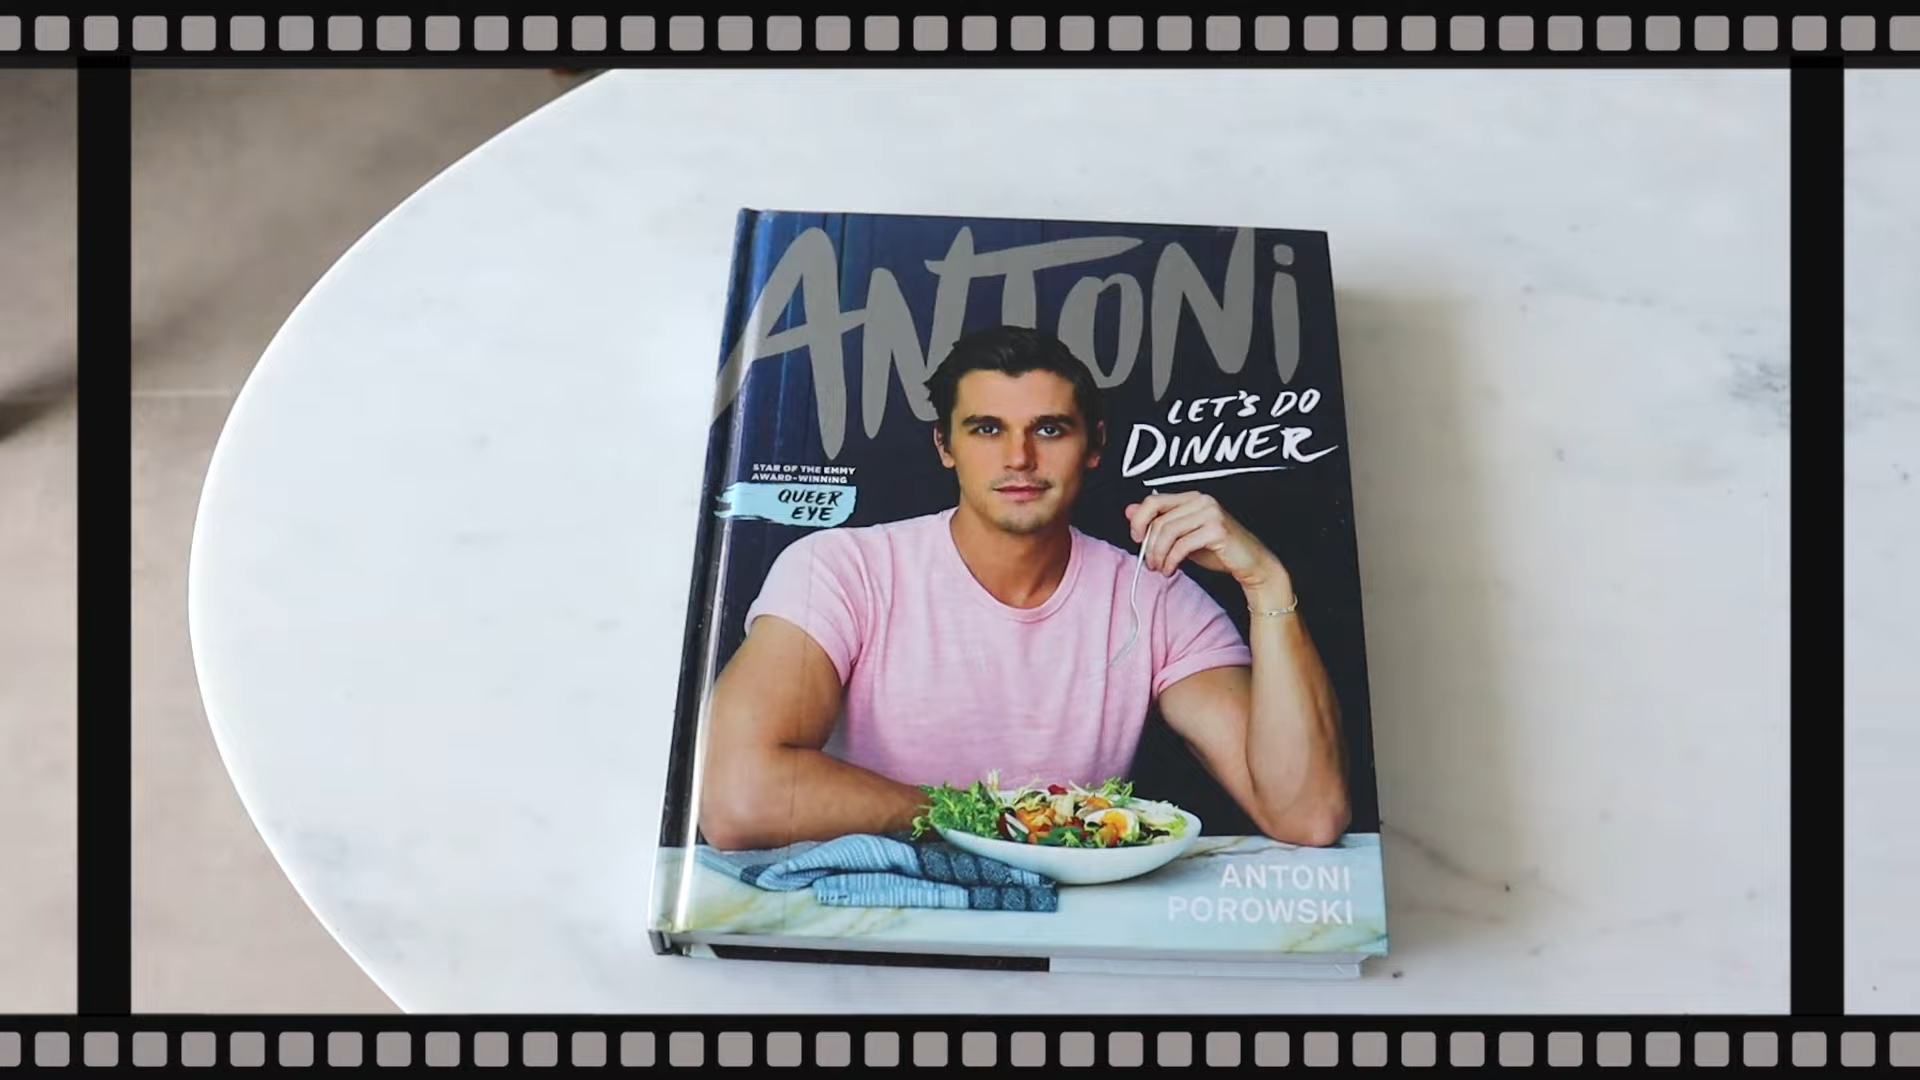 ANTONI
LET'S DO
DINNER
STAR OF THE EMMY
AWARD-WINNING
QUEER
EYE
ANTONI
POROWSKI